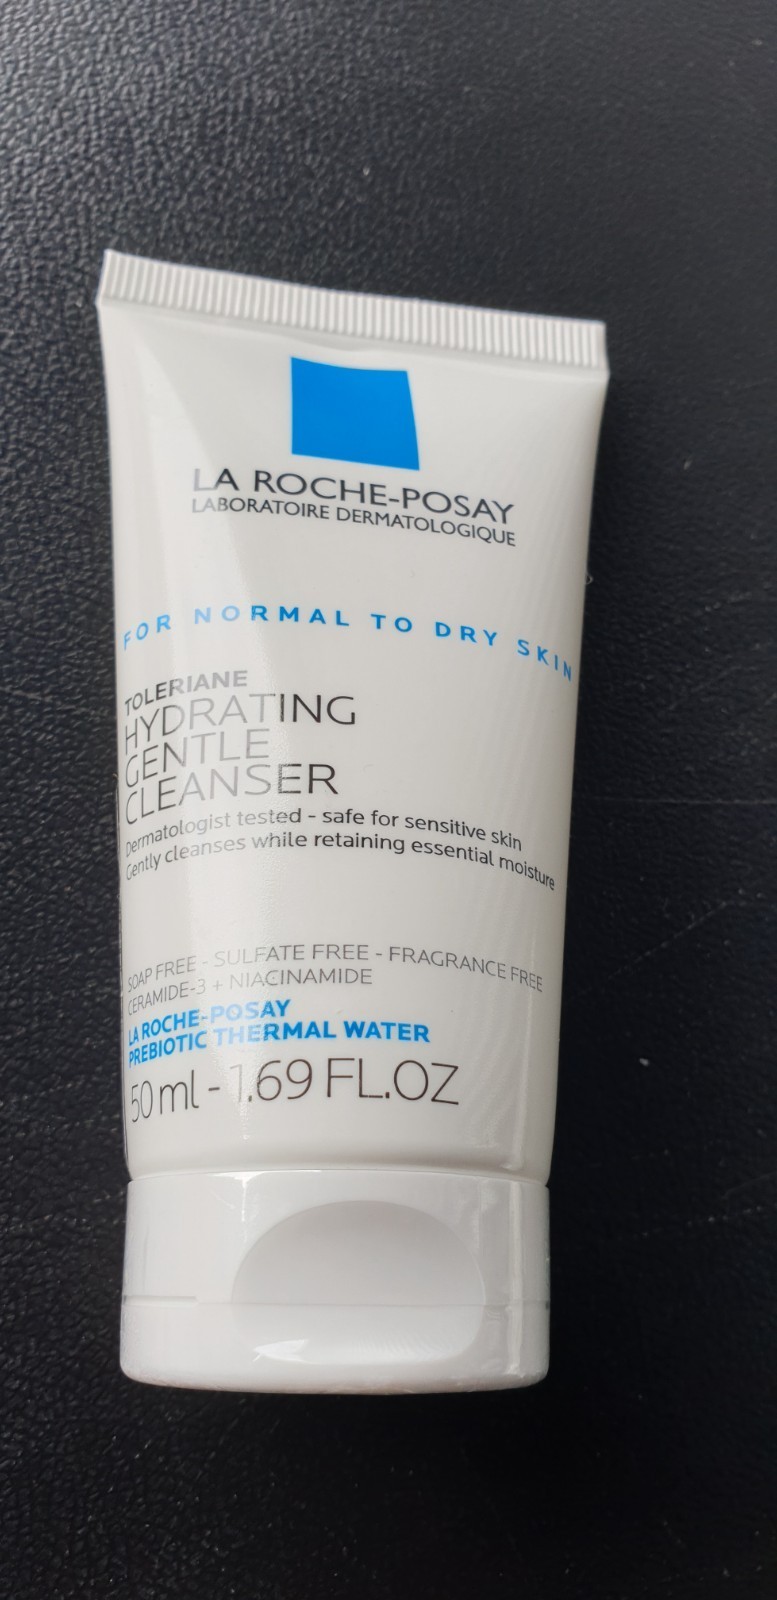 LA ROCHE-POSAY
LABORATOIRE DERMATOLOGIQUE
FOR NORMAL TO DRY SKIN
TOLERIANE
HYDRATING
GENTLE
CLEANSER
Dermatologist tested - safe for sensitive skin
Gently cleanses while retaining essential moisture
SOAP FREE - SULFATE FREE - FRAGRANCE FREE
CERAMIDE-3 + NIACINAMIDE
LA ROCHE-POSAY
PREBIOTIC THERMAL WATER
50 ml - 1.69 FL.OZ